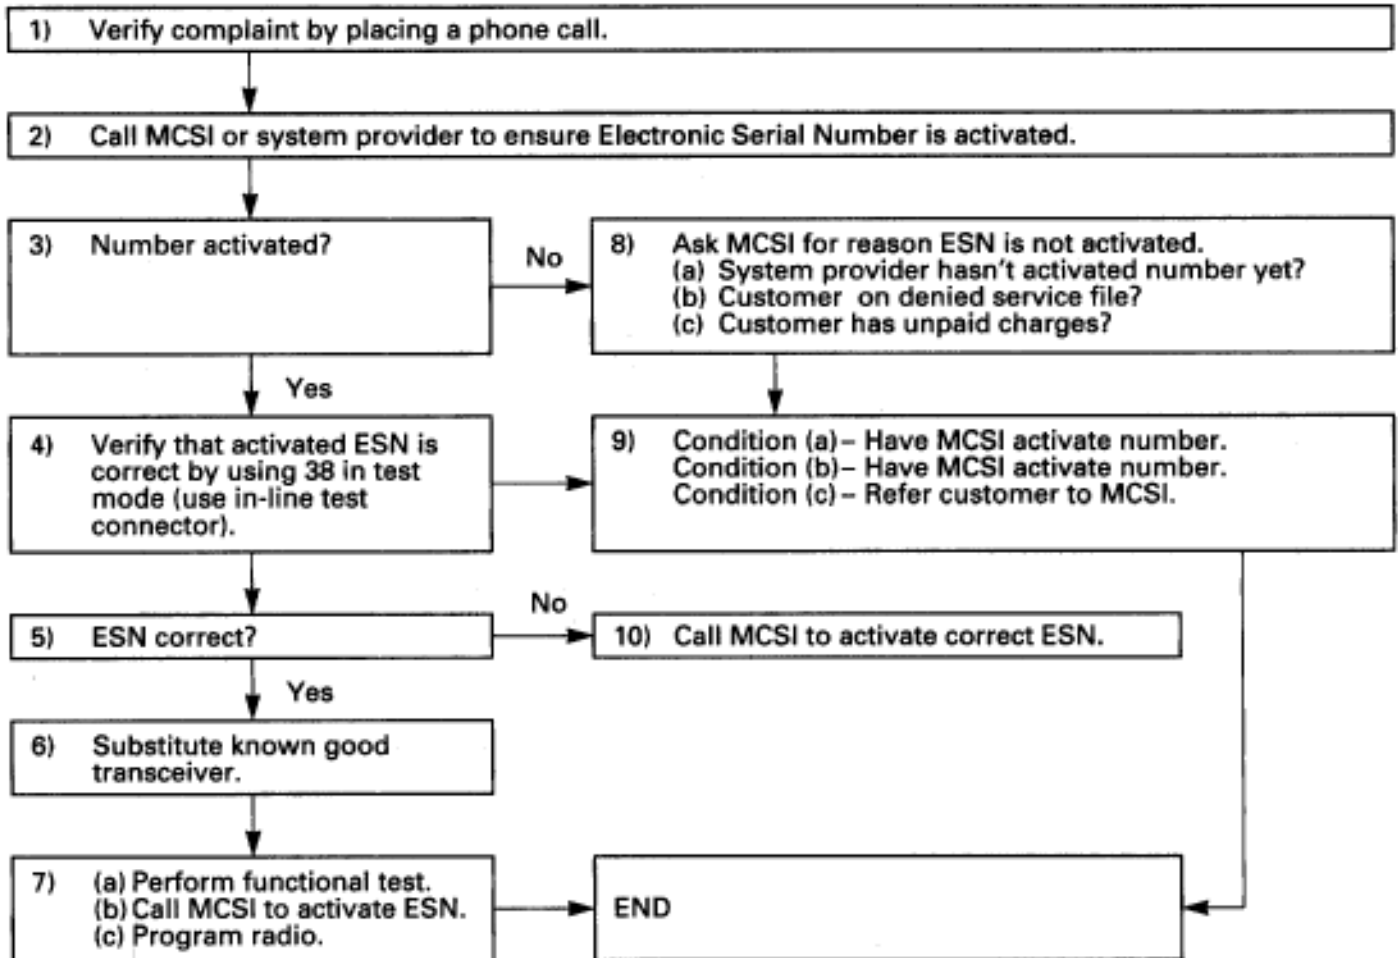 1) Verify complaint by placing a phone call.
2) Call MCSI or system provider to ensure Electronic Serial Number is activated.
3) Number activated?
No
8) Ask MCSI for reason ESN is not activated.
(a) System provider hasn't activated number yet?
(b) Customer on denied service file?
(c) Customer has unpaid charges?
Yes
4) Verify that activated ESN is
correct by using 38 in test
mode (use in-line test
connector).
9) Condition (a) – Have MCSI activate number.
Condition (b) – Have MCSI activate number.
Condition (c) – Refer customer to MCSI.
5) ESN correct?
No
10) Call MCSI to activate correct ESN.
Yes
6) Substitute known good
transceiver.
7) (a) Perform functional test.
(b) Call MCSI to activate ESN.
(c) Program radio.
END